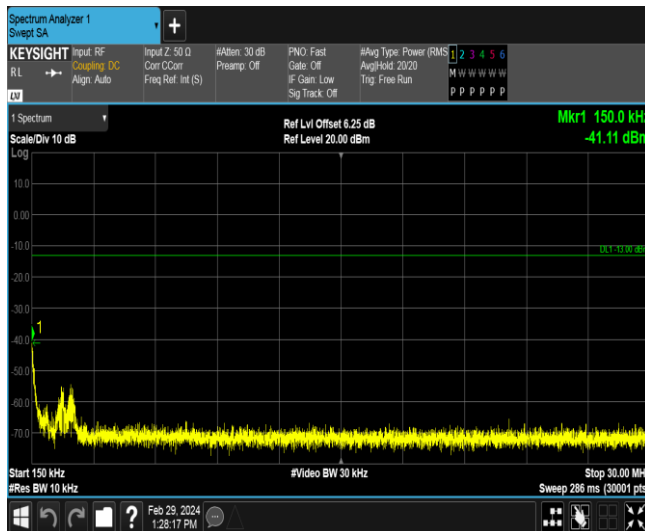 Spectrum Analyzer 1
Swept SA
+
KEYSIGHT Input: RF Input Z: 50 Ω #Atten: 30 dB PNO: Fast #Avg Type: Power (RMS 1 2 3 4 5 6
RL Coupling: DC Corr CCorr Preamp: Off Gate: Off Avg|Hold: 20/20 M W W W W W
Align: Auto Freq Ref: Int (S) IF Gain: Low Trig: Free Run
LXI Sig Track: Off P P P P P P
1 Spectrum Ref Lvl Offset 6.25 dB Mkr1 150.0 kHz
Scale/Div 10 dB Ref Level 20.00 dBm -41.11 dBm
Log
10.0
0.00
-10.0
DL1 -13.00 dBm
-20.0
-30.0
1
-40.0
-50.0
-60.0
-70.0
Start 150 kHz #Video BW 30 kHz Stop 30.00 MH
#Res BW 10 kHz Sweep 286 ms (30001 pts
? Feb 29, 2024
1:28:17 PM